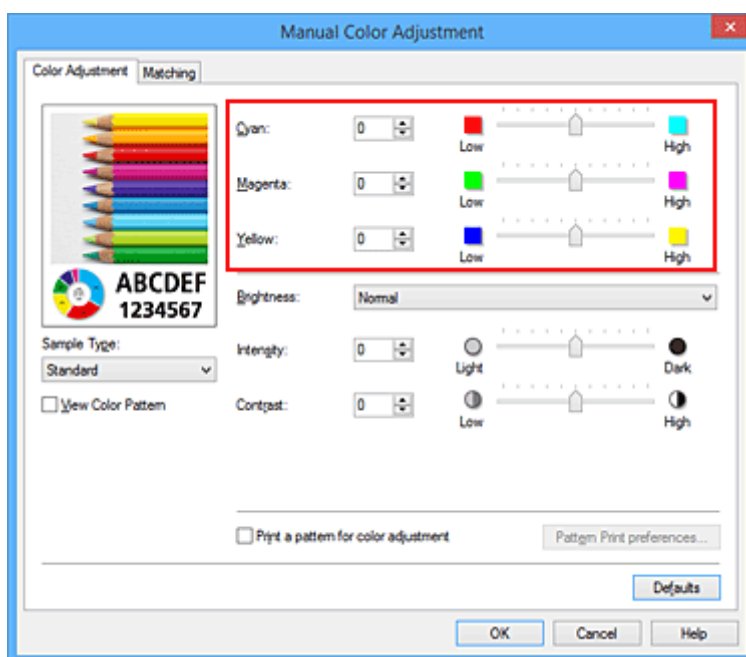 Manual Color Adjustment
Color Adjustment Matching
Cyan: 0 Low High
Magenta: 0 Low High
Yellow: 0 Low High
ABCDEF
1234567
Brightness: Normal
Sample Type:
Standard
Intensity: 0 Light Dark
View Color Pattern
Contrast: 0 Low High
Print a pattern for color adjustment Pattern Print preferences...
Defaults
OK Cancel Help